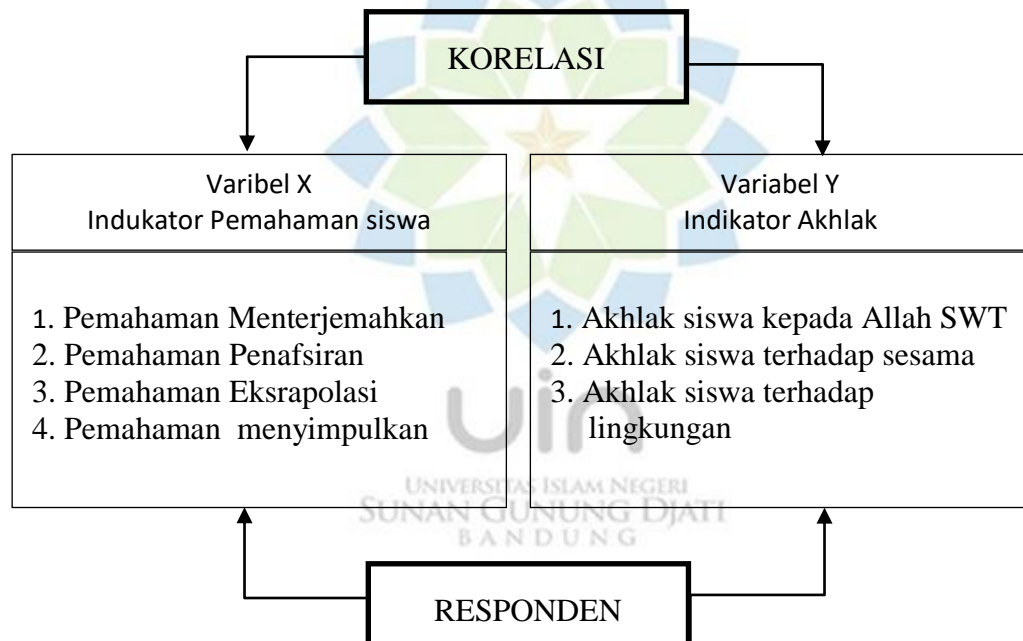 KORELASI
Varibel X
Indukator Pemahaman siswa
1. Pemahaman Menterjemahkan
2. Pemahaman Penafsiran
3. Pemahaman Eksrapolasi
4. Pemahaman menyimpulkan
Variabel Y
Indikator Akhlak
1. Akhlak siswa kepada Allah SWT
2. Akhlak siswa terhadap sesama
3. Akhlak siswa terhadap
lingkungan
uin
UNIVERSITAS ISLAM NEGERI
SUNAN GUNUNG DJATI
BANDUNG
RESPONDEN